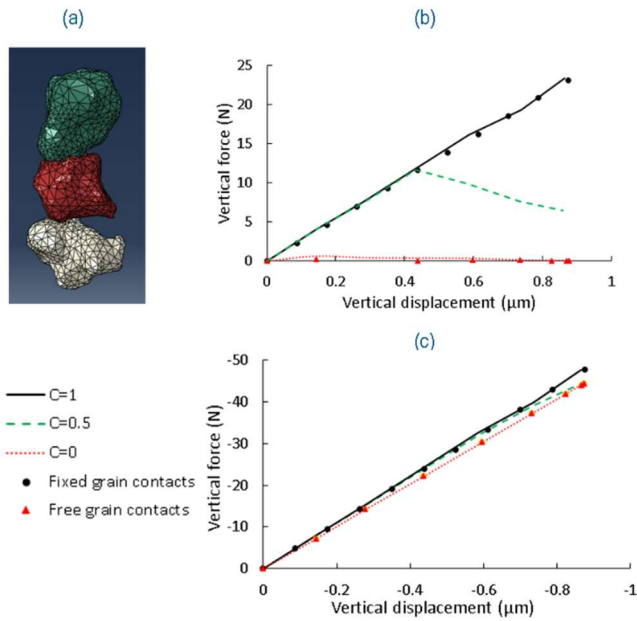 (a)
(b)
25
20
15
10
5
0
0
0.2
0.4
0.6
0.8
1
Vertical force (N)
Vertical displacement (μm)
C=1
C=0.5
C=0
Fixed grain contacts
Free grain contacts
(c)
-50
-40
-30
-20
-10
0
0
-0.2
-0.4
-0.6
-0.8
-1
Vertical force (N)
Vertical displacement (μm)